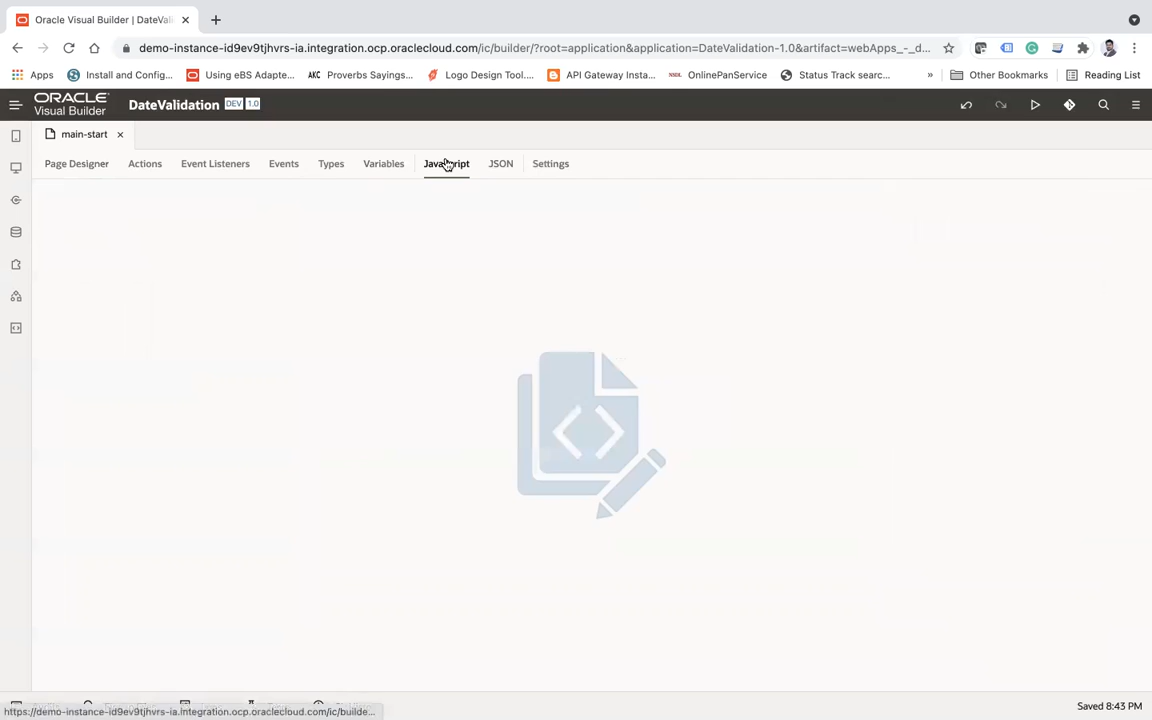 Oracle Visual Builder | DateVali
demo-instance-id9ev9tjhvrs-ia.integration.ocp.oraclecloud.com/ic/builder/?root=application&application=DateValidation-1.0&artifact=webApps_-_d...
Apps Install and Config... Using eBS Adapte... AKC Proverbs Sayings... Logo Design Tool.... API Gateway Insta... NSDL OnlinePanService Status Track searc... » Other Bookmarks Reading List
ORACLE
Visual Builder
DateValidation DEV 1.0
main-start
Page Designer Actions Event Listeners Events Types Variables JavaScript JSON Settings
https://demo-instance-id9ev9tjhvrs-ia.integration.ocp.oraclecloud.com/ic/builde...
Saved 8:43 PM